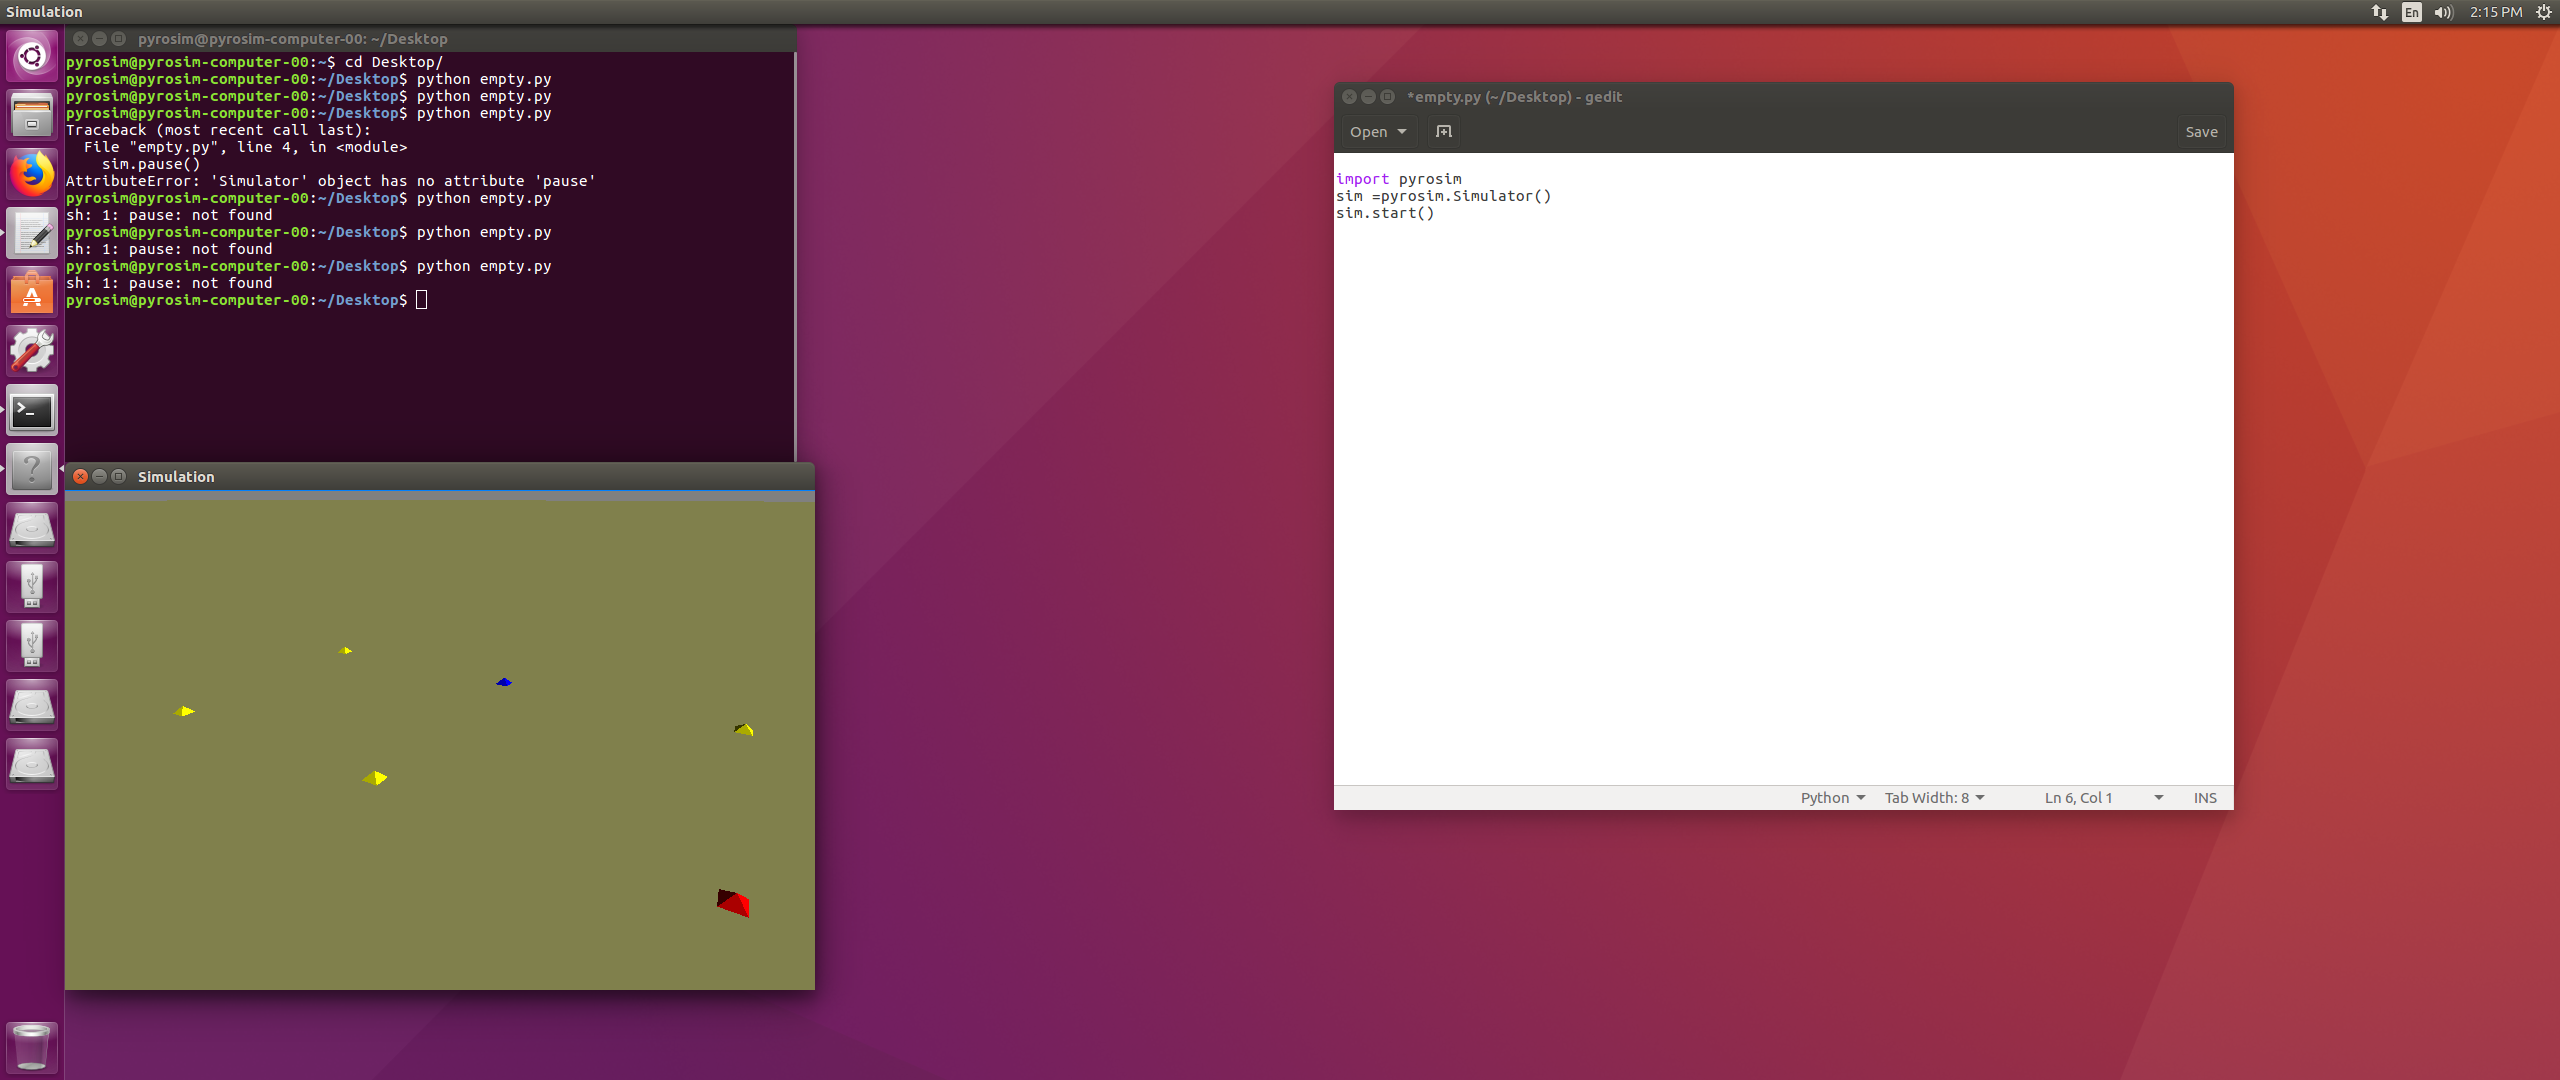 Simulation
En
2:15 PM
pyrosim@pyrosim-computer-00: ~/Desktop
pyrosim@pyrosim-computer-00:~$ cd Desktop/
pyrosim@pyrosim-computer-00:~/Desktop$ python empty.py
pyrosim@pyrosim-computer-00:~/Desktop$ python empty.py
pyrosim@pyrosim-computer-00:~/Desktop$ python empty.py
Traceback (most recent call last):
  File "empty.py", line 4, in <module>
    sim.pause()
AttributeError: 'Simulator' object has no attribute 'pause'
pyrosim@pyrosim-computer-00:~/Desktop$ python empty.py
sh: 1: pause: not found
pyrosim@pyrosim-computer-00:~/Desktop$ python empty.py
sh: 1: pause: not found
pyrosim@pyrosim-computer-00:~/Desktop$ python empty.py
sh: 1: pause: not found
pyrosim@pyrosim-computer-00:~/Desktop$
Simulation
*empty.py (~/Desktop) - gedit
Open
Save
import pyrosim
sim =pyrosim.Simulator()
sim.start()
Python
Tab Width: 8
Ln 6, Col 1
INS